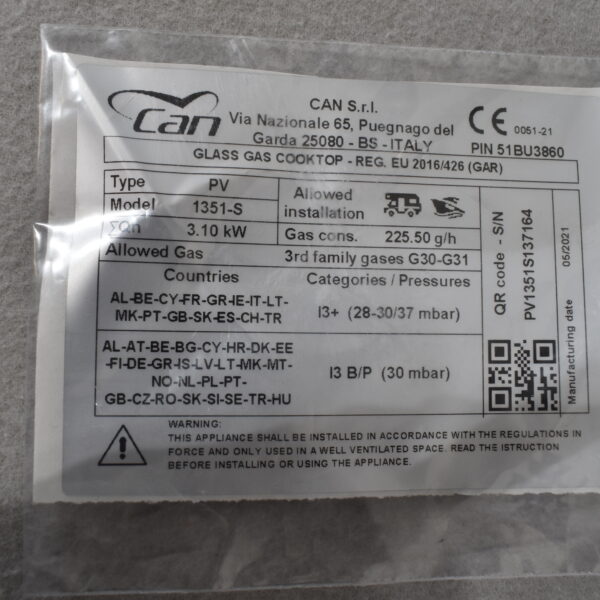 can
CAN S.r.l.
Via Nazionale 65, Puegnago del
Garda 25080 - BS - ITALY
CE 0051-21
PIN 51BU3860
GLASS GAS COOKTOP - REG. EU 2016/426 (GAR)
Type PV
Model 1351-S
ΣQn 3.10 kW
Allowed installation
Gas cons. 225.50 g/h
Allowed Gas 3rd family gases G30-G31
Countries Categories / Pressures
AL-BE-CY-FR-GR-IE-IT-LT-
MK-PT-GB-SK-ES-CH-TR
I3+ (28-30/37 mbar)
AL-AT-BE-BG-CY-HR-DK-EE
-FI-DE-GR-IS-LV-LT-MK-MT-
NO-NL-PL-PT-
GB-CZ-RO-SK-SI-SE-TR-HU
I3 B/P (30 mbar)
QR code - S/N
PV1351S137164
Manufacturing date
05/2021
WARNING:
THIS APPLIANCE SHALL BE INSTALLED IN ACCORDANCE WITH THE REGULATIONS IN
FORCE AND ONLY USED IN A WELL VENTILATED SPACE. READ THE ISTRUCTION
BEFORE INSTALLING OR USING THE APPLIANCE.